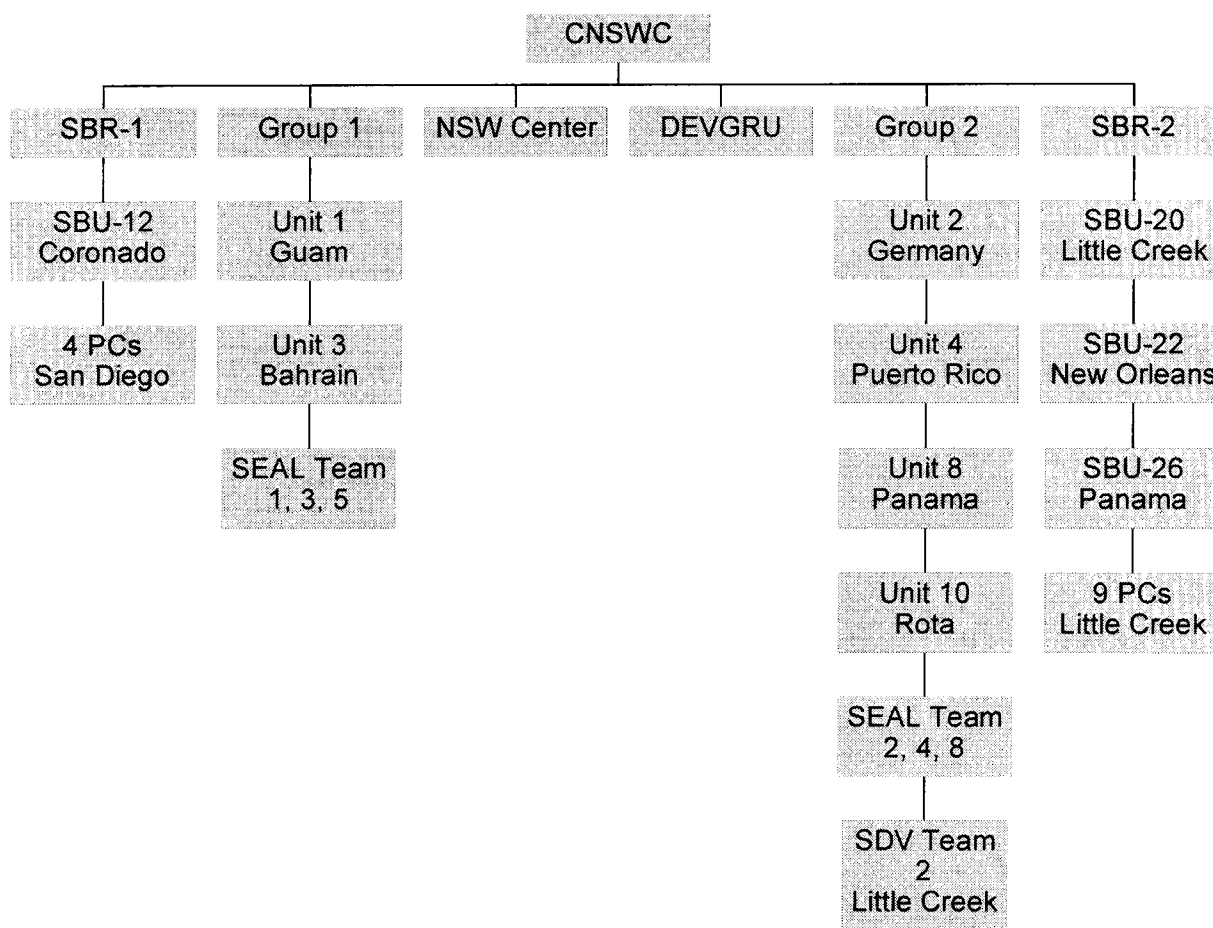 CNSWC
SBR-1
Group 1
NSW Center
DEVGRU
Group 2
SBR-2
SBU-12
Coronado
4 PCs
San Diego
Unit 1
Guam
Unit 3
Bahrain
SEAL Team
1, 3, 5
Unit 2
Germany
Unit 4
Puerto Rico
Unit 8
Panama
Unit 10
Rota
SEAL Team
2, 4, 8
SDV Team
2
Little Creek
SBU-20
Little Creek
SBU-22
New Orleans
SBU-26
Panama
9 PCs
Little Creek